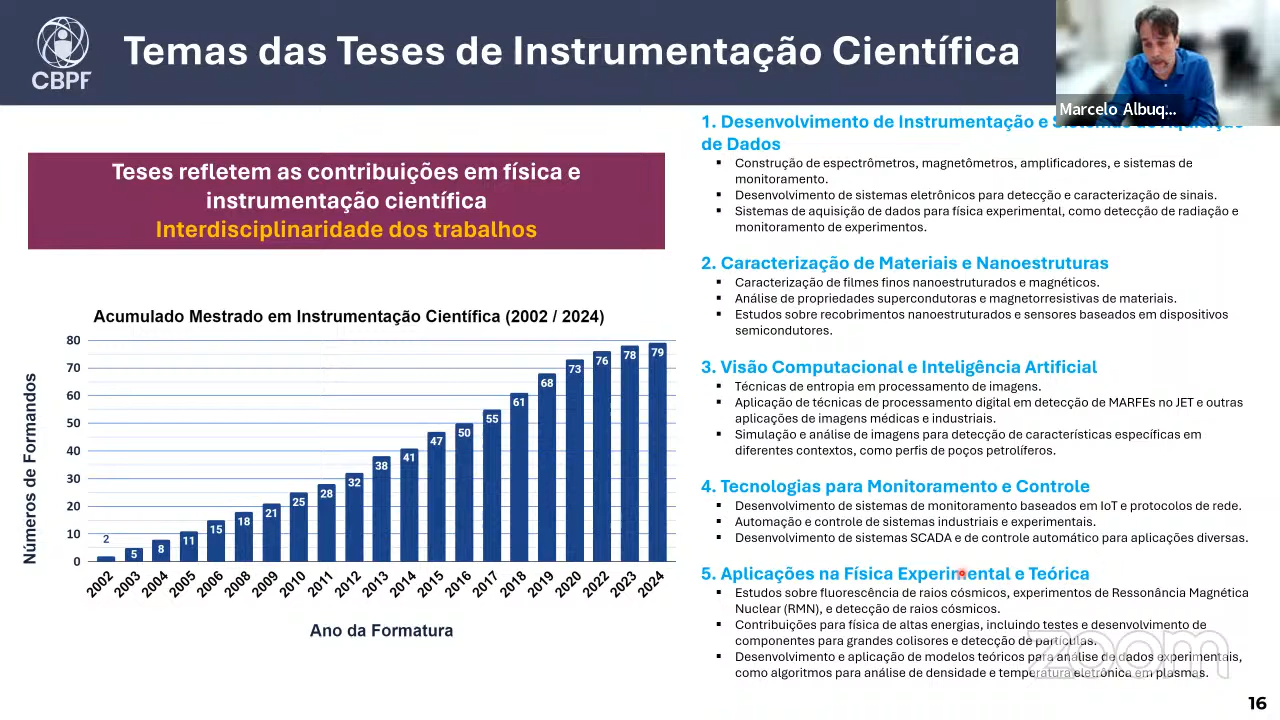 CBPF
Temas das Teses de Instrumentação Científica
Marcelo Albuq...
Teses refletem as contribuições em física e
instrumentação científica
Interdisciplinaridade dos trabalhos
Acumulado Mestrado em Instrumentação Científica (2002 / 2024)
Números de Formandos
80
70
60
50
40
30
20
10
0
2
5
8
11
15
18
21
25
28
32
38
41
47
50
55
61
68
73
76
78
79
2002
2003
2004
2005
2006
2008
2009
2010
2011
2012
2013
2014
2015
2016
2017
2018
2019
2020
2022
2023
2024
Ano da Formatura
1. Desenvolvimento de Instrumentação e Sistemas de Aquisição
de Dados
▪ Construção de espectrômetros, magnetômetros, amplificadores, e sistemas de
monitoramento.
▪ Desenvolvimento de sistemas eletrônicos para detecção e caracterização de sinais.
▪ Sistemas de aquisição de dados para física experimental, como detecção de radiação e
monitoramento de experimentos.
2. Caracterização de Materiais e Nanoestruturas
▪ Caracterização de filmes finos nanoestruturados e magnéticos.
▪ Análise de propriedades supercondutoras e magnetorresistivas de materiais.
▪ Estudos sobre recobrimentos nanoestruturados e sensores baseados em dispositivos
semicondutores.
3. Visão Computacional e Inteligência Artificial
▪ Técnicas de entropia em processamento de imagens.
▪ Aplicação de técnicas de processamento digital em detecção de MARFEs no JET e outras
aplicações de imagens médicas e industriais.
▪ Simulação e análise de imagens para detecção de características específicas em
diferentes contextos, como perfis de poços petrolíferos.
4. Tecnologias para Monitoramento e Controle
▪ Desenvolvimento de sistemas de monitoramento baseados em IoT e protocolos de rede.
▪ Automação e controle de sistemas industriais e experimentais.
▪ Desenvolvimento de sistemas SCADA e de controle automático para aplicações diversas.
5. Aplicações na Física Experimental e Teórica
▪ Estudos sobre fluorescência de raios cósmicos, experimentos de Ressonância Magnética
Nuclear (RMN), e detecção de raios cósmicos.
▪ Contribuições para física de altas energias, incluindo testes e desenvolvimento de
componentes para grandes colisores e detecção de partículas.
▪ Desenvolvimento e aplicação de modelos teóricos para análise de dados experimentais,
como algoritmos para análise de densidade e temperatura eletrônica em plasmas.
zoom
16